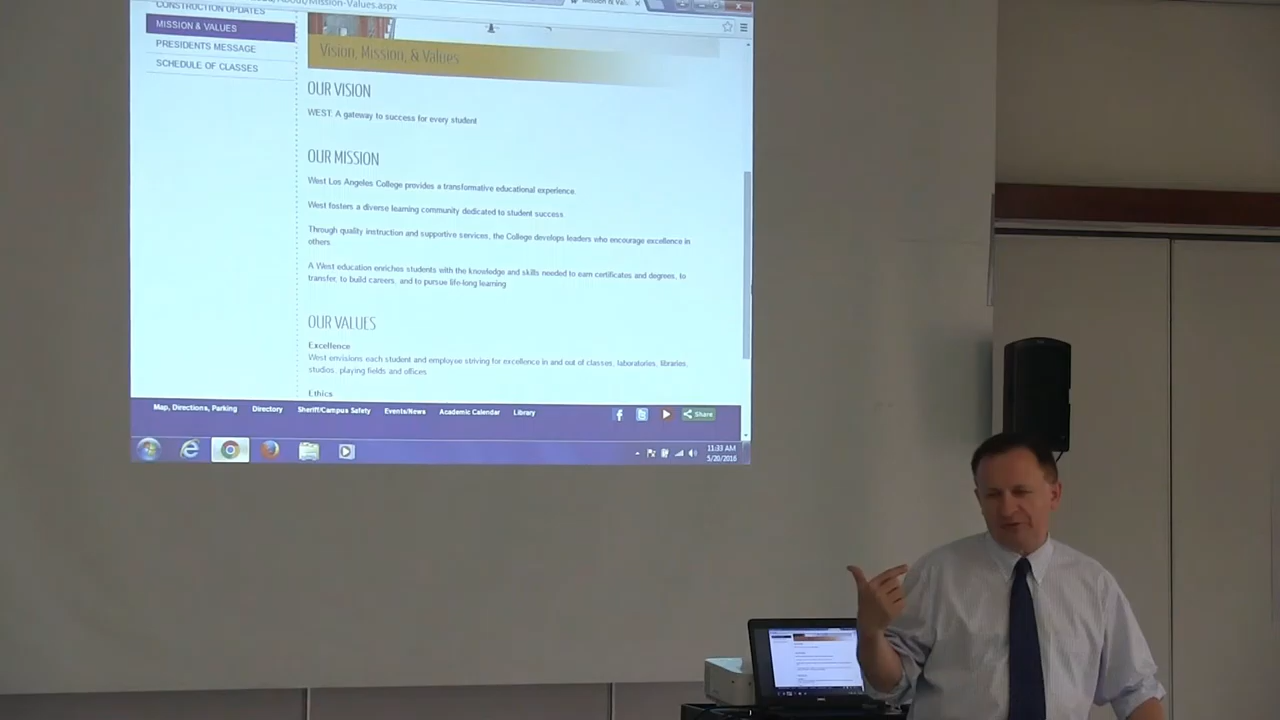 /About/Mission-Values.aspx
Mission & Val
CONSTRUCTION UPDATES
MISSION & VALUES
PRESIDENTS MESSAGE
SCHEDULE OF CLASSES
Vision, Mission, & Values
OUR VISION
WEST: A gateway to success for every student
OUR MISSION
West Los Angeles College provides a transformative educational experience.
West fosters a diverse learning community dedicated to student success
Through quality instruction and supportive services, the College develops leaders who encourage excellence in
others.
A West education enriches students with the knowledge and skills needed to earn certificates and degrees, to
transfer, to build careers, and to pursue life-long learning
OUR VALUES
Excellence
West envisions each student and employee striving for excellence in and out of classes, laboratories, libraries,
studios, playing fields and offices
Ethics
Map, Directions, Parking Directory Sheriff/Campus Safety Events/News Academic Calendar Library Share
11:33 AM
5/20/2016